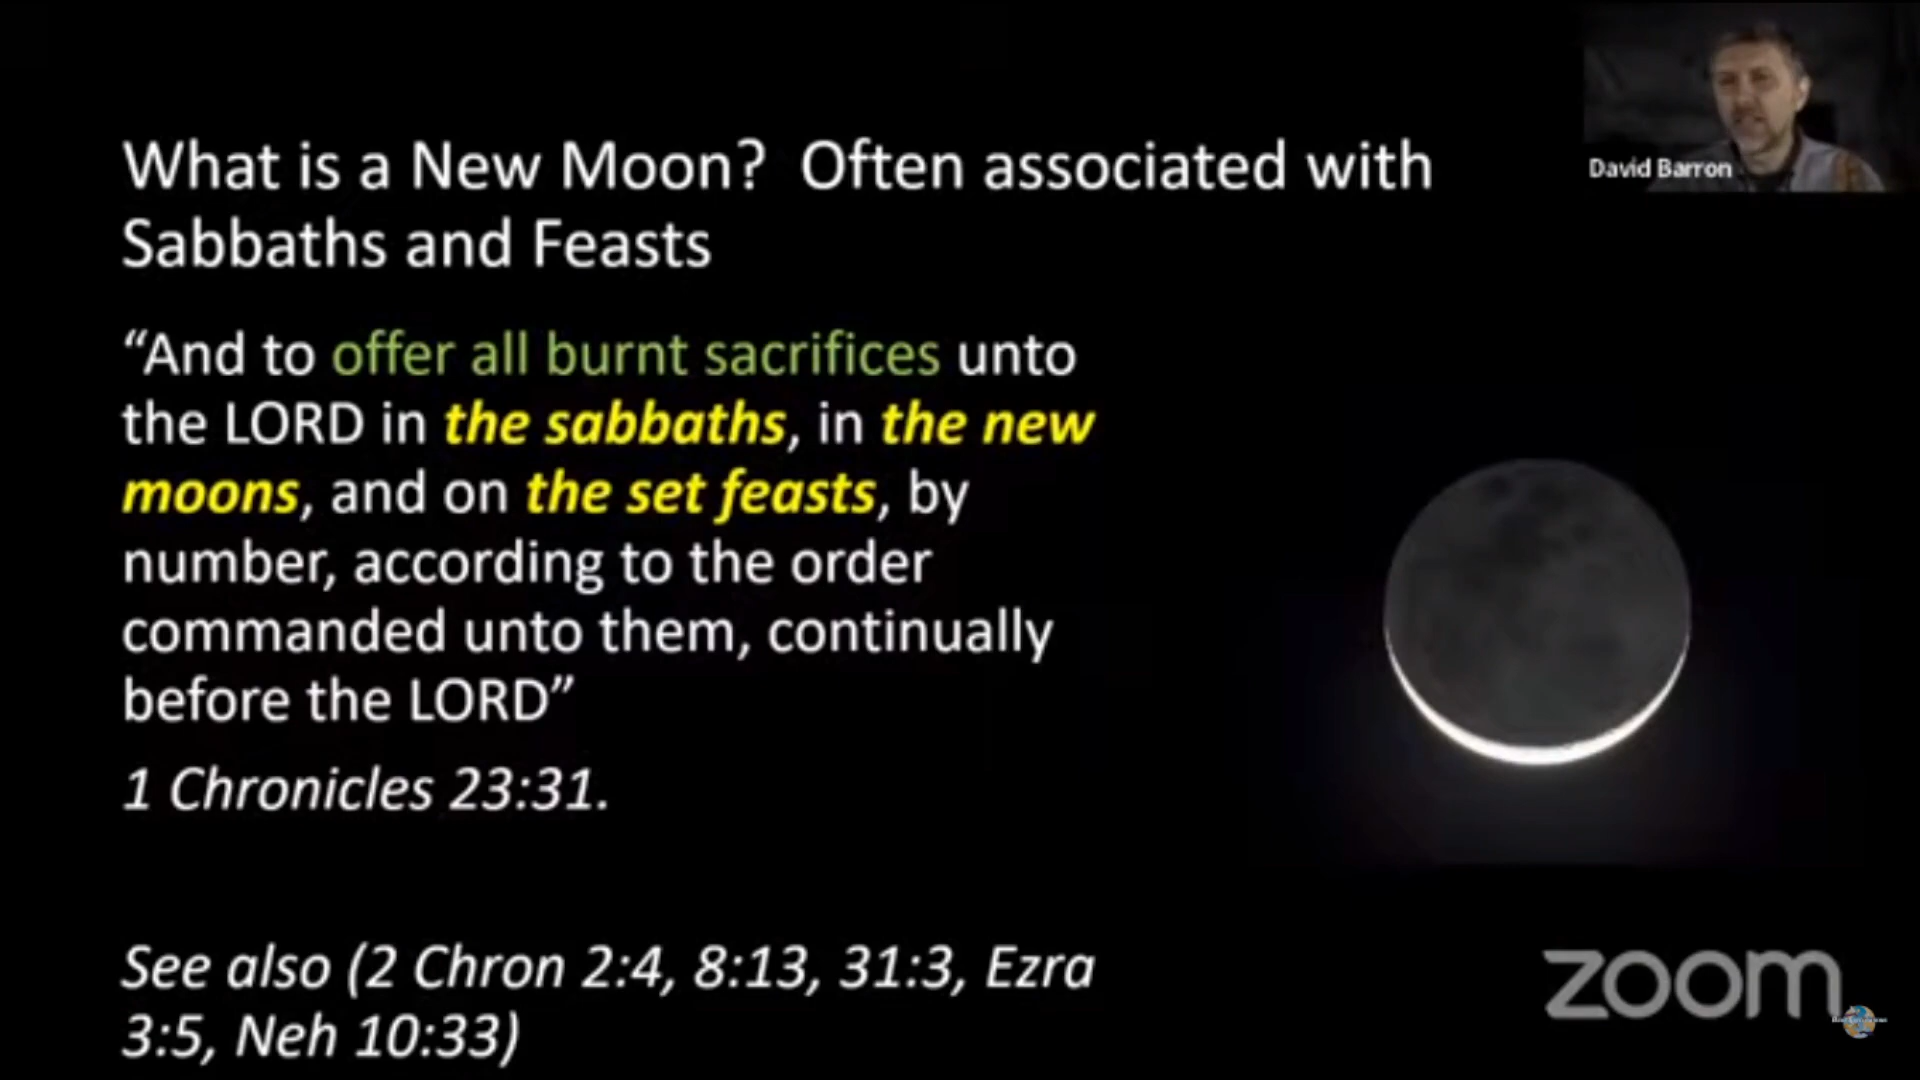 What is a New Moon?  Often associated with
Sabbaths and Feasts
“And to offer all burnt sacrifices unto
the LORD in the sabbaths, in the new
moons, and on the set feasts, by
number, according to the order
commanded unto them, continually
before the LORD”
1 Chronicles 23:31.
See also (2 Chron 2:4, 8:13, 31:3, Ezra
3:5, Neh 10:33)
David Barron
zoom